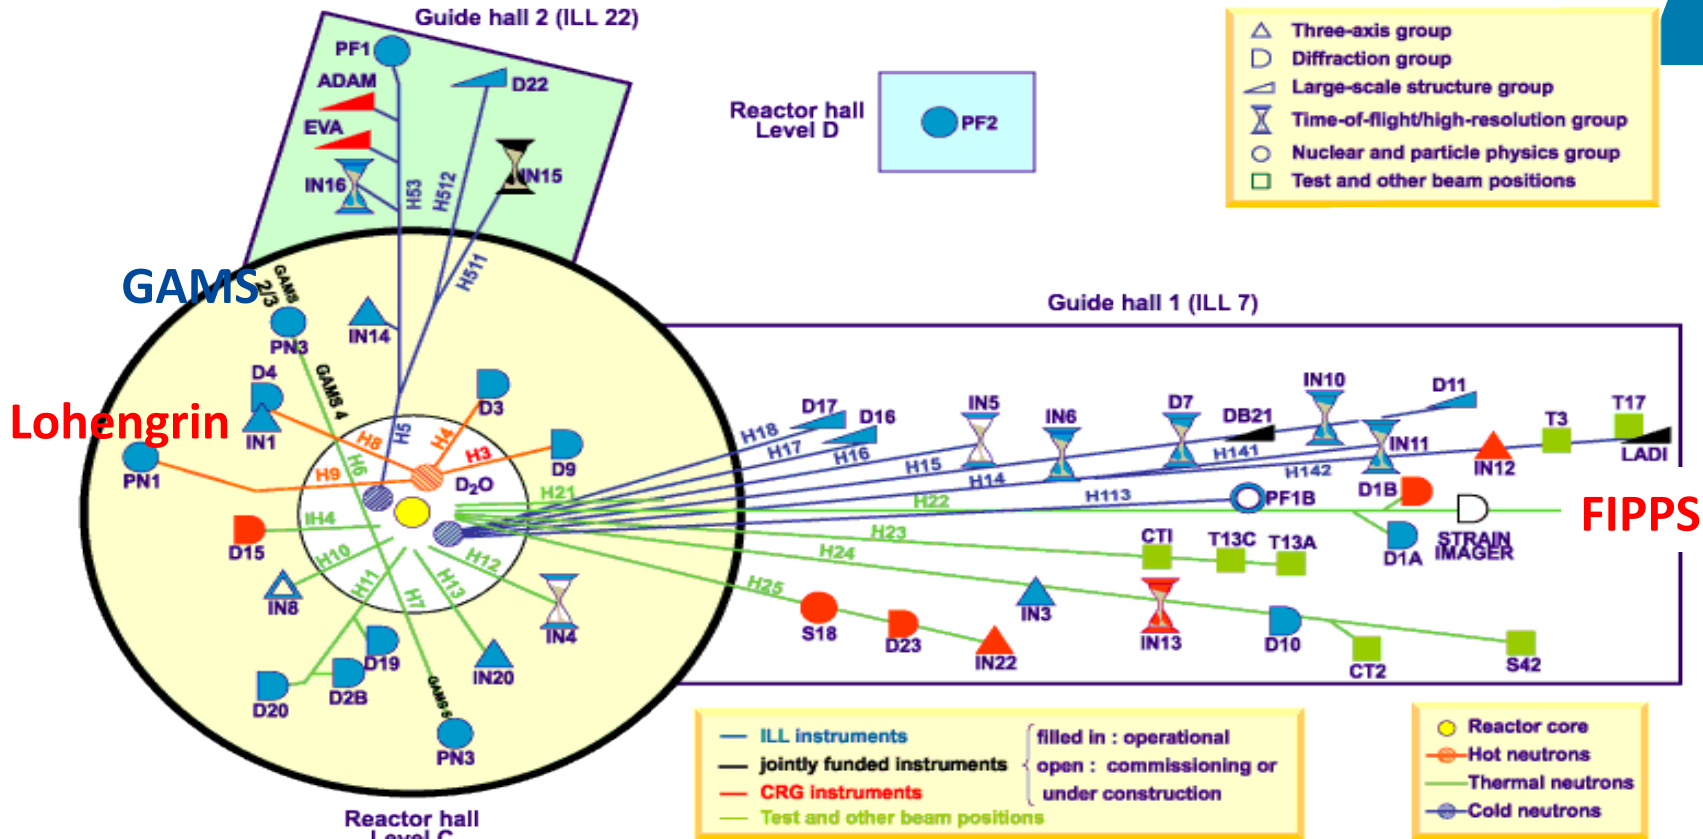 Guide hall 2 (ILL 22)
PF1
ADAM
EVA
IN16
D22
IN15
H53
H512
H511
Reactor hall
Level D
PF2
Three-axis group
Diffraction group
Large-scale structure group
Time-of-flight/high-resolution group
Nuclear and particle physics group
Test and other beam positions
GAMS
GAMS
2/3
PN3
IN14
GAMS 4
D4
IN1
Lohengrin
PN1
D3
D9
H8
H5
H4
H3
H6
H9
D2O
IH4
D15
H10
IN8
H11
H7
H13
H12
IN4
D19
D2B
D20
IN20
GAMS 5
PN3
Reactor hall
Level C
Guide hall 1 (ILL 7)
H18
H17
H16
H15
H14
H21
H22
H23
H24
H25
H113
H141
H142
D17
D16
IN5
IN6
D7
DB21
IN10
D11
IN11
IN12
T3
T17
LADI
PF1B
D1B
D1A
STRAIN
IMAGER
FIPPS
CTI
T13C
T13A
S18
D23
IN22
IN3
IN13
D10
CT2
S42
ILL instruments
jointly funded instruments
CRG instruments
Test and other beam positions
filled in : operational
open : commissioning or
under construction
Reactor core
Hot neutrons
Thermal neutrons
Cold neutrons